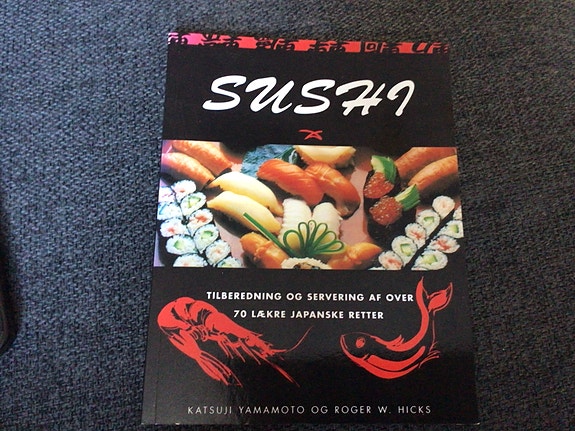 SUSHI
TILBEREDNING OG SERVERING AF OVER
70 LÆKRE JAPANSKE RETTER
KATSUJI YAMAMOTO OG ROGER W. HICKS